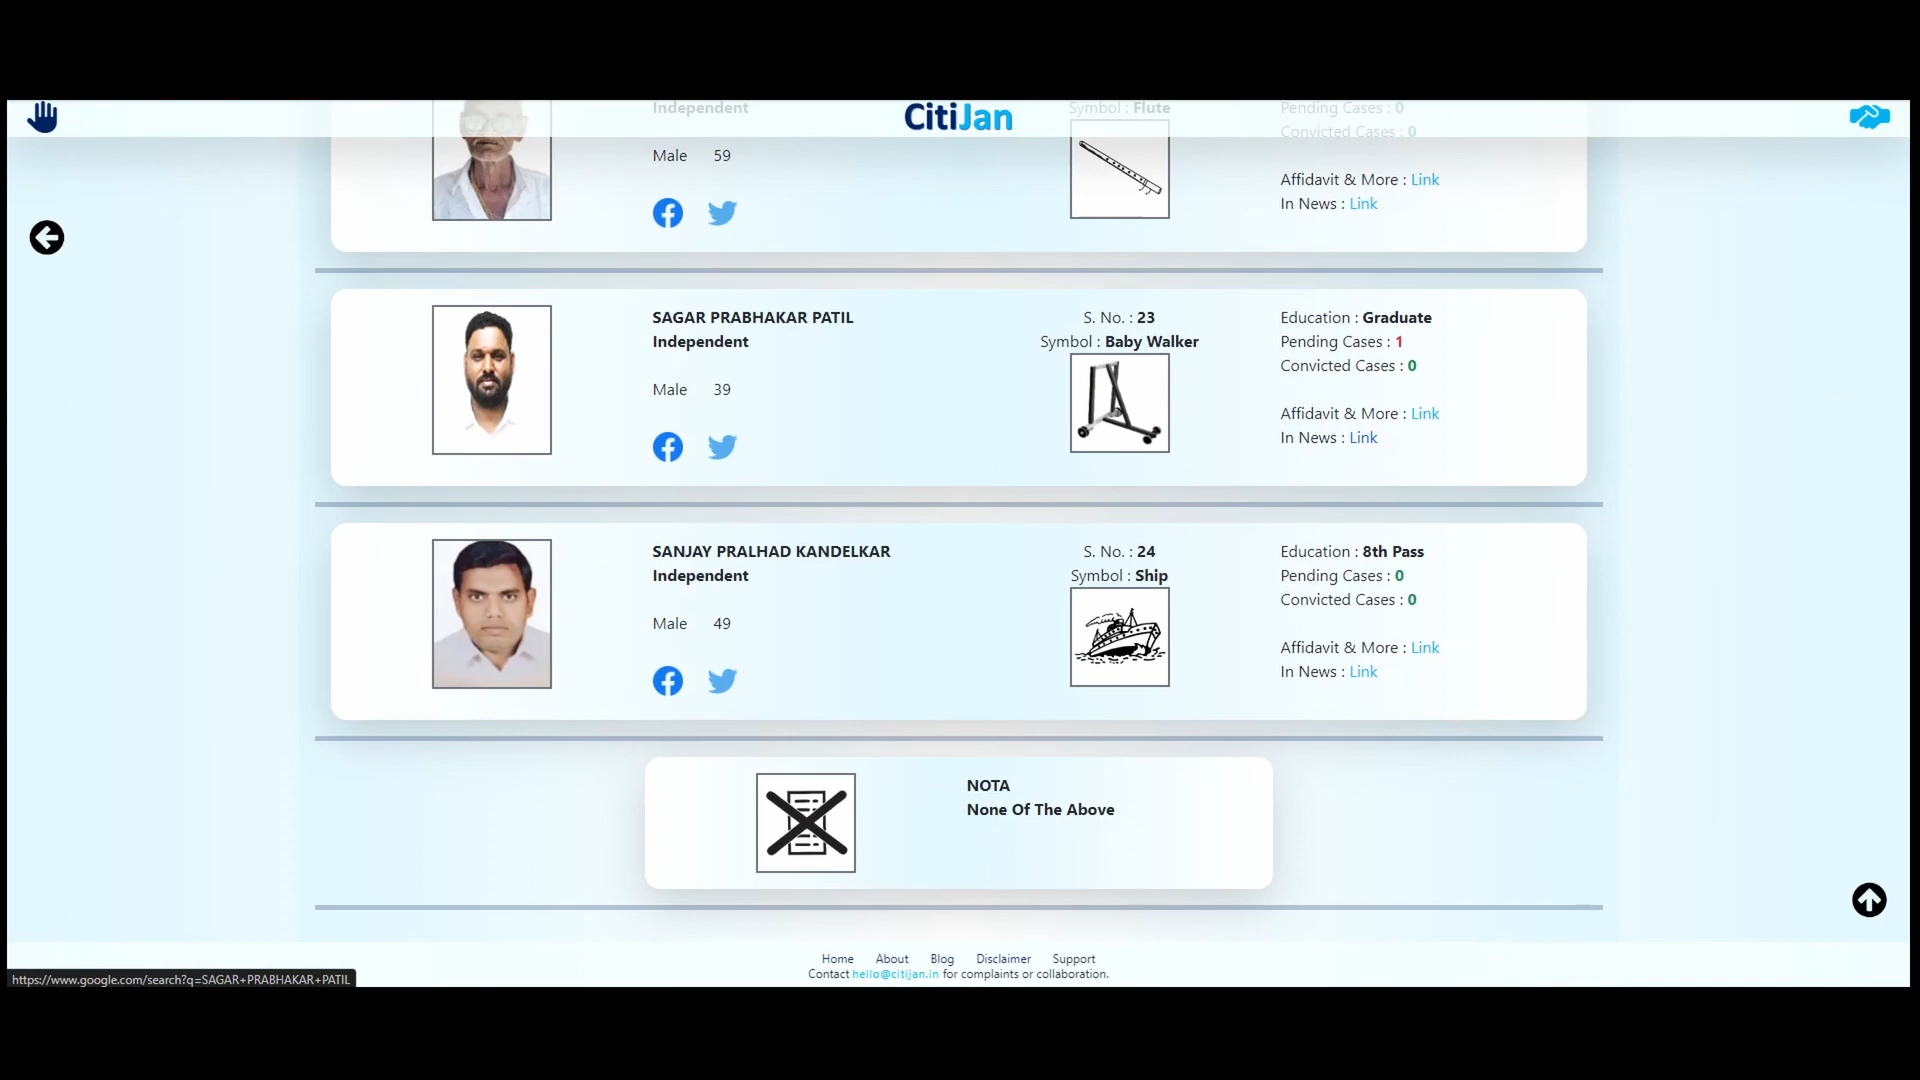 Independent
CitiJan
Symbol : Flute
Pending Cases : 0
Convicted Cases : 0
Male 59
Affidavit & More : Link
In News : Link
SAGAR PRABHAKAR PATIL
Independent
Male 39
S. No. : 23
Symbol : Baby Walker
Education : Graduate
Pending Cases : 1
Convicted Cases : 0
Affidavit & More : Link
In News : Link
SANJAY PRALHAD KANDELKAR
Independent
Male 49
S. No. : 24
Symbol : Ship
Education : 8th Pass
Pending Cases : 0
Convicted Cases : 0
Affidavit & More : Link
In News : Link
NOTA
None Of The Above
Home About Blog Disclaimer Support
Contact hello@citijan.in for complaints or collaboration.
https://www.google.com/search?q=SAGAR+PRABHAKAR+PATIL